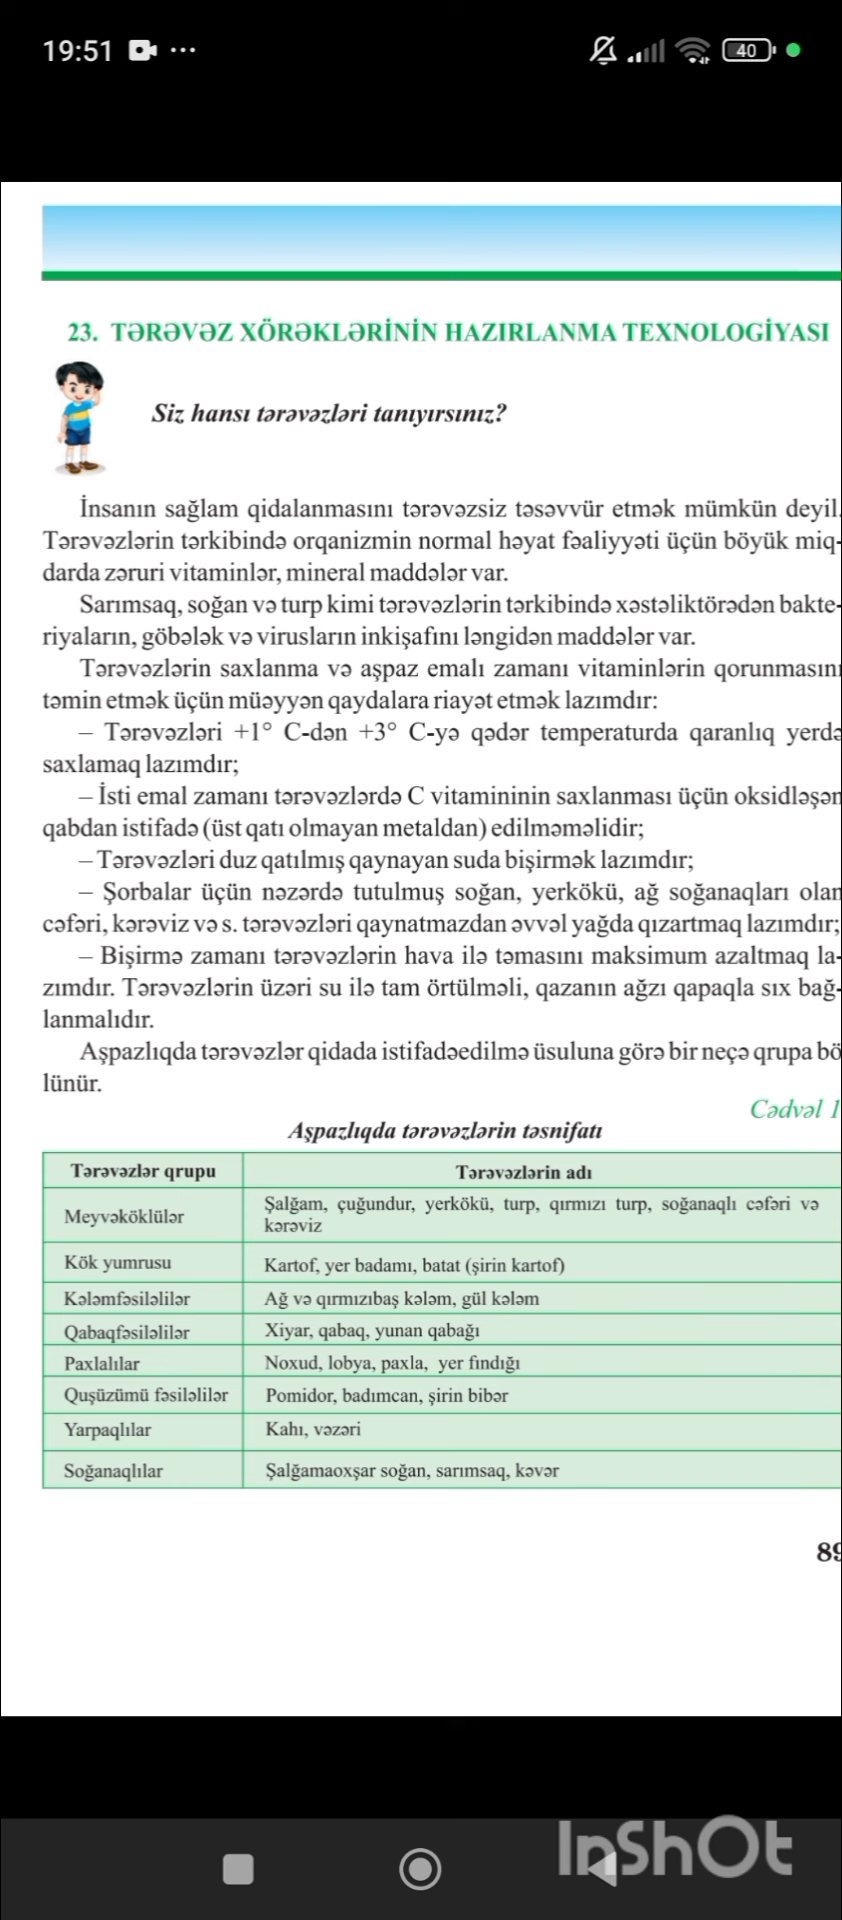 19:51
40
23. TƏRƏVƏZ XÖRƏKLƏRİNİN HAZIRLANMA TEXNOLOGİYASI
Siz hansı tərəvəzləri tanıyırsınız?
İnsanın sağlam qidalanmasını tərəvəzsiz təsəvvür etmək mümkün deyil.
Tərəvəzlərin tərkibində orqanizmin normal həyat fəaliyyəti üçün böyük miq-
darda zəruri vitaminlər, mineral maddələr var.
Sarımsaq, soğan və turp kimi tərəvəzlərin tərkibində xəstəliktörədən bakte-
riyaların, göbələk və virusların inkişafını ləngidən maddələr var.
Tərəvəzlərin saxlanma və aşpaz emalı zamanı vitaminlərin qorunmasını
təmin etmək üçün müəyyən qaydalara riayət etmək lazımdır:
– Tərəvəzləri +1° C-dən +3° C-yə qədər temperaturda qaranlıq yerdə
saxlamaq lazımdır;
– İsti emal zamanı tərəvəzlərdə C vitamininin saxlanması üçün oksidləşən
qabdan istifadə (üst qatı olmayan metaldan) edilməməlidir;
– Tərəvəzləri duz qatılmış qaynayan suda bişirmək lazımdır;
– Şorbalar üçün nəzərdə tutulmuş soğan, yerkökü, ağ soğanaqları olan
cəfəri, kərəviz və s. tərəvəzləri qaynatmazdan əvvəl yağda qızartmaq lazımdır;
– Bişirmə zamanı tərəvəzlərin hava ilə təmasını maksimum azaltmaq la-
zımdır. Tərəvəzlərin üzəri su ilə tam örtülməli, qazanın ağzı qapaqla sıx bağ-
lanmalıdır.
Aşpazlıqda tərəvəzlər qidada istifadəedilmə üsuluna görə bir neçə qrupa bö
lünür.
Cədvəl 1
Aşpazlıqda tərəvəzlərin təsnifatı
Tərəvəzlər qrupu Tərəvəzlərin adı
Meyvəköklülər Şalğam, çuğundur, yerkökü, turp, qırmızı turp, soğanaqlı cəfəri və
kərəviz
Kök yumrusu Kartof, yer badamı, batat (şirin kartof)
Kələmfəsiləlilər Ağ və qırmızıbaş kələm, gül kələm
Qabaqfəsiləlilər Xiyar, qabaq, yunan qabağı
Paxlalılar Noxud, lobya, paxla, yer fındığı
Quşüzümü fəsiləlilər Pomidor, badımcan, şirin bibər
Yarpaqlılar Kahı, vəzəri
Soğanaqlılar Şalğamaoxşar soğan, sarımsaq, kəvər
89
InShOt